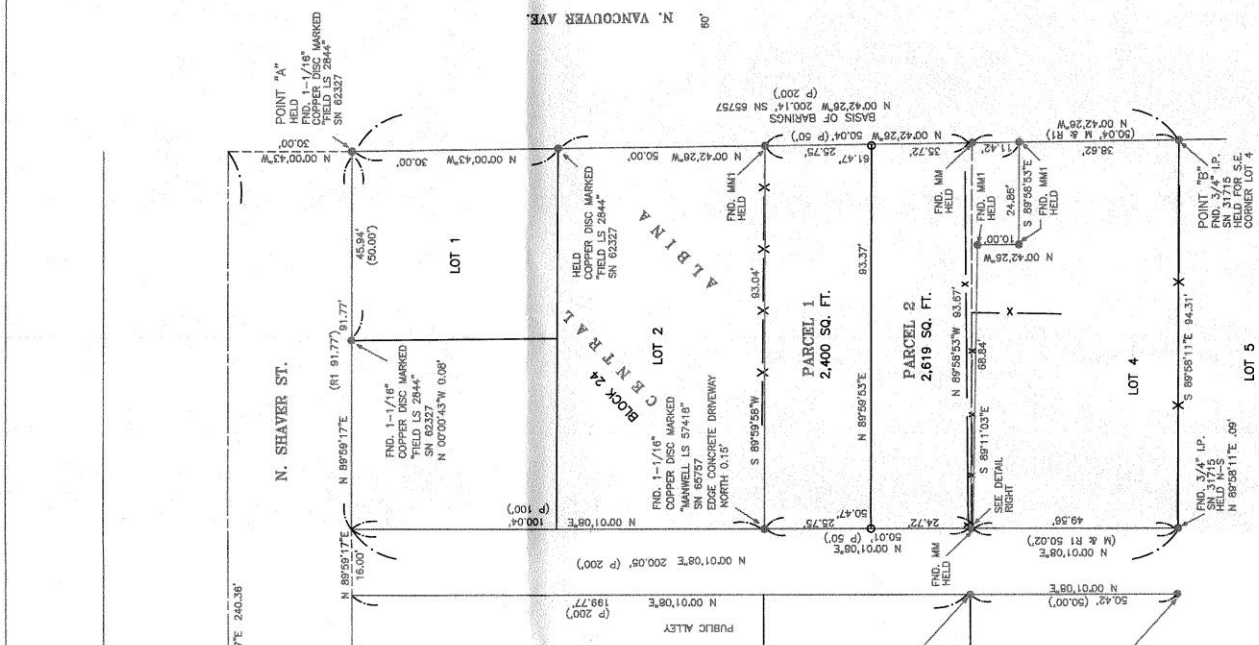 N. VANCOUVER AVE.
60'
POINT "A"
HELD
FND. 1-1/16"
COPPER DISC MARKED
"FIELD LS 2844"
SN 62327
N 00°00'43"W
30.00'
N 00°00'43"W
30.00'
N 00°42'26"W
50.00'
BASIS OF BARINGS
N 00°42'26"W 200.14' SN 65757
(P 200')
N 00°42'26"W 50.04' (P 50')
25.75'
61.47'
35.72'
11.42'
N 00°42'26"W
(50.04' M & R1)
38.62'
N. SHAVER ST.
45.94'
(50.00')
LOT 1
(R1 91.77') 91.77'
N 89°59'17"E
FND. 1-1/16"
COPPER DISC MARKED
"FIELD LS 2844"
SN 62327
N 00°00'43"W 0.06'
HELD
COPPER DISC MARKED
"FIELD LS 2844"
SN 62327
CENTRAL ALBINA
BLOCK 24
LOT 2
FND. MM1
HELD
93.04'
S 89°59'58"W
FND. 1-1/16"
COPPER DISC MARKED
"MANWELL LS 57418"
SN 65757
EDGE CONCRETE DRIVEWAY
NORTH 0.15'
PARCEL 1
2,400 SQ. FT.
93.37'
N 89°59'53"E
PARCEL 2
2,619 SQ. FT.
FND. MM
HELD
N 89°58'53"W 93.67'
FND. MM1
HELD
10.00'
24.86'
S 89°58'53"E
FND. MM1
HELD
N 00°42'26"W
68.84'
S 89°11'03"E
SEE DETAIL
RIGHT
LOT 4
S 89°58'11"E 94.31'
LOT 5
POINT "B"
FND. 3/4" I.P.
SN 31715
HELD FOR S.E.
CORNER LOT 4
FND. 3/4" I.P.
SN 31715
HELD N-S
N 89°58'11"E .09'
7"E 240.36'
N 89°59'17"E
16.00'
N 00°01'08"E
100.04'
(P 100')
N 00°01'08"E 200.05' (P 200')
25.75'
50.47'
24.72'
N 00°01'08"E
50.01' (P 50')
FND. MM
HELD
49.56'
N 00°01'08"E
(M & R1 50.02')
N 00°01'08"E
199.77'
(P 200')
PUBLIC ALLEY
N 00°01'08"E
50.42' (50.00')